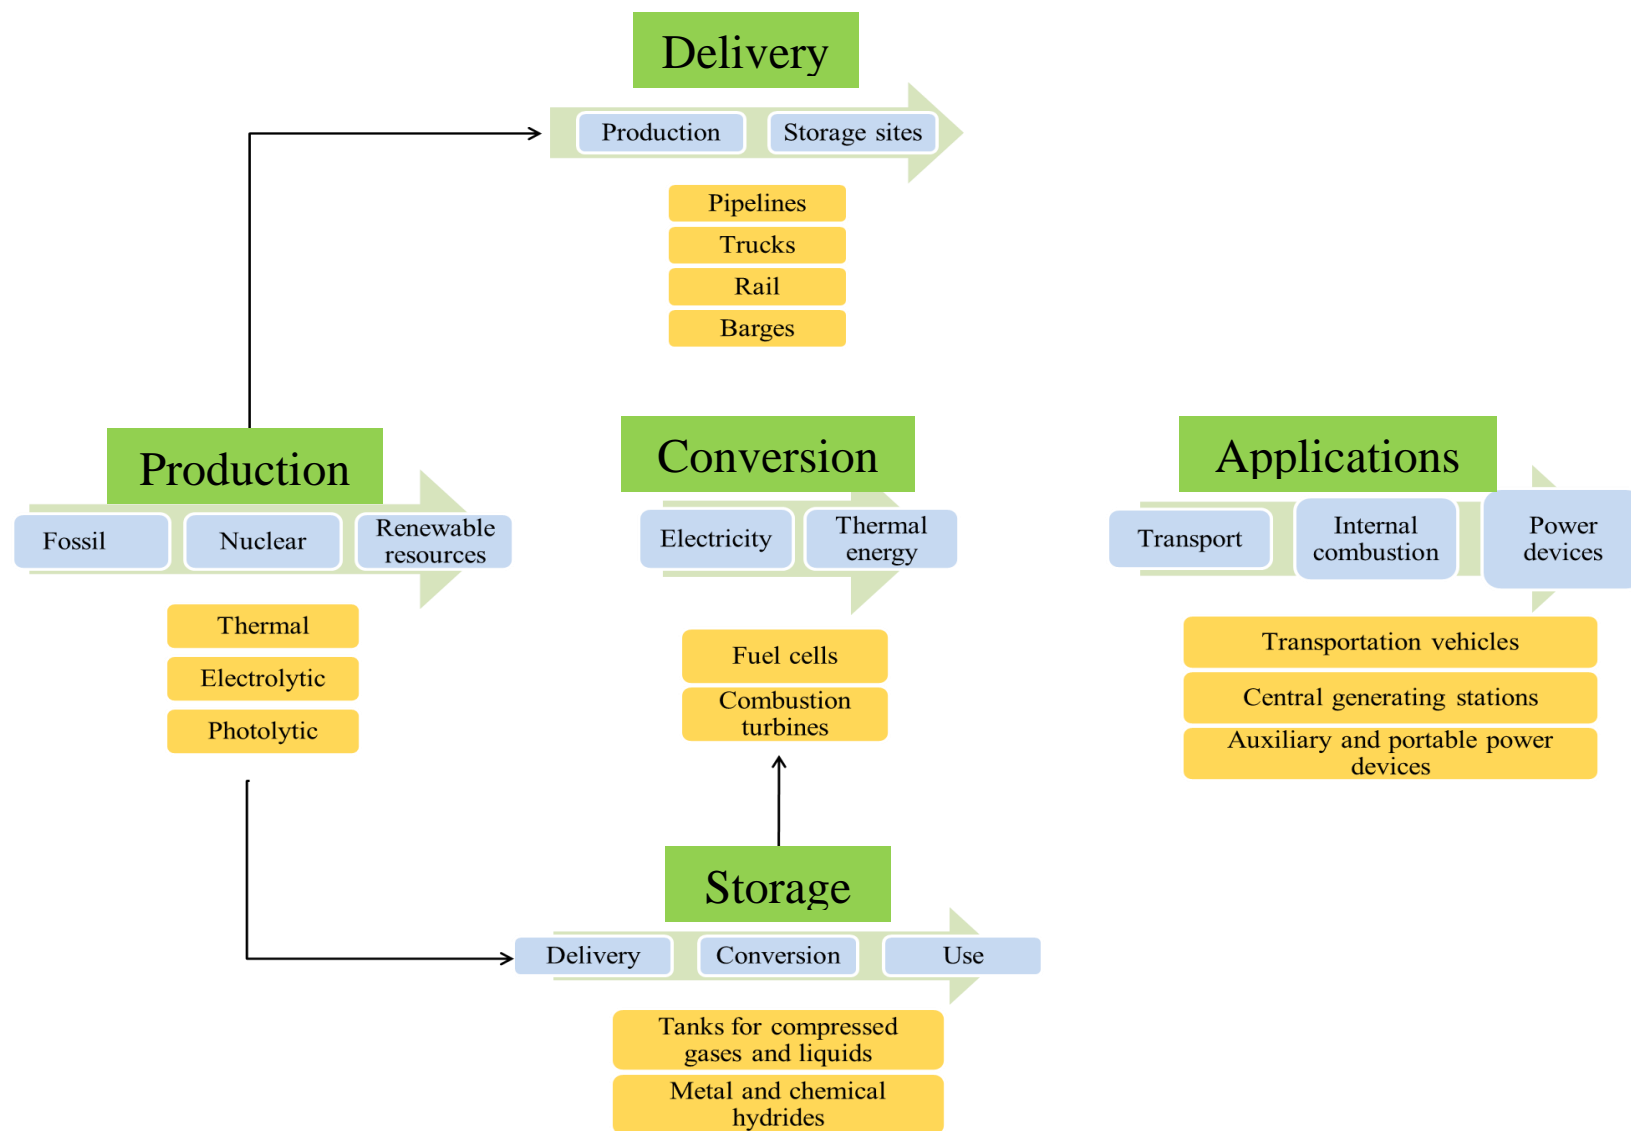 Delivery
Production
Storage sites
Pipelines
Trucks
Rail
Barges
Production
Fossil
Nuclear
Renewable
resources
Thermal
Electrolytic
Photolytic
Conversion
Electricity
Thermal
energy
Fuel cells
Combustion
turbines
Applications
Transport
Internal
combustion
Power
devices
Transportation vehicles
Central generating stations
Auxiliary and portable power
devices
Storage
Delivery
Conversion
Use
Tanks for compressed
gases and liquids
Metal and chemical
hydrides